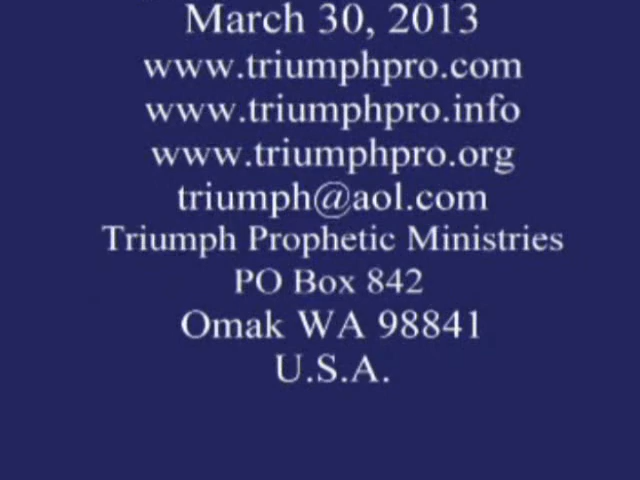 March 30, 2013
www.triumphpro.com
www.triumphpro.info
www.triumphpro.org
triumph@aol.com
Triumph Prophetic Ministries
PO Box 842
Omak WA 98841
U.S.A.